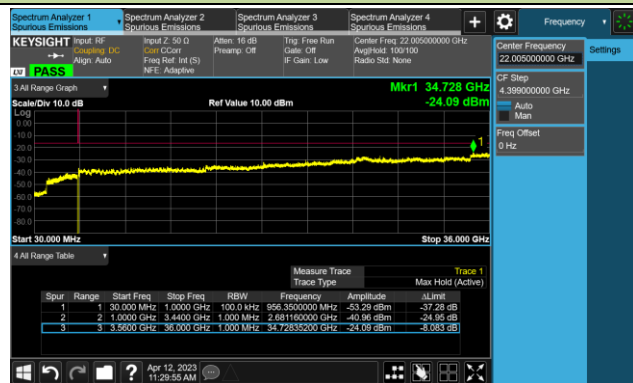 Spectrum Analyzer 1
Spurious Emissions
Spectrum Analyzer 2
Spurious Emissions
Spectrum Analyzer 3
Spurious Emissions
Spectrum Analyzer 4
Spurious Emissions
+
Frequency
KEYSIGHT
Input: RF
Coupling: DC
Align: Auto
Input Z: 50 Ω
Corr CCorr
Freq Ref: Int (S)
NFE: Adaptive
Atten: 16 dB
Preamp: Off
Trig: Free Run
Gate: Off
IF Gain: Low
Center Freq: 22.005000000 GHz
Avg|Hold: 100/100
Radio Std: None
LXI PASS
Center Frequency
22.005000000 GHz
Settings
CF Step
4.399000000 GHz
Auto
Man
Freq Offset
0 Hz
3 All Range Graph
Mkr1 34.728 GHz
Scale/Div 10.0 dB
Ref Value 10.00 dBm
-24.09 dBm
Log
0.00
-10.0
-20.0
-30.0
-40.0
-50.0
-60.0
-70.0
-80.0
1
Start 30.000 MHz
Stop 36.000 GHz
4 All Range Table
Measure Trace Trace 1
Trace Type Max Hold (Active)
Spur Range Start Freq Stop Freq RBW Frequency Amplitude ΔLimit
1 1 30.000 MHz 1.0000 GHz 100.0 kHz 956.3500000 MHz -53.29 dBm -37.28 dB
2 2 1.0000 GHz 3.4400 GHz 1.000 MHz 2.681160000 GHz -40.96 dBm -24.95 dB
3 3 3.5600 GHz 36.000 GHz 1.000 MHz 34.72835200 GHz -24.09 dBm -8.083 dB
?
Apr 12, 2023
11:29:55 AM